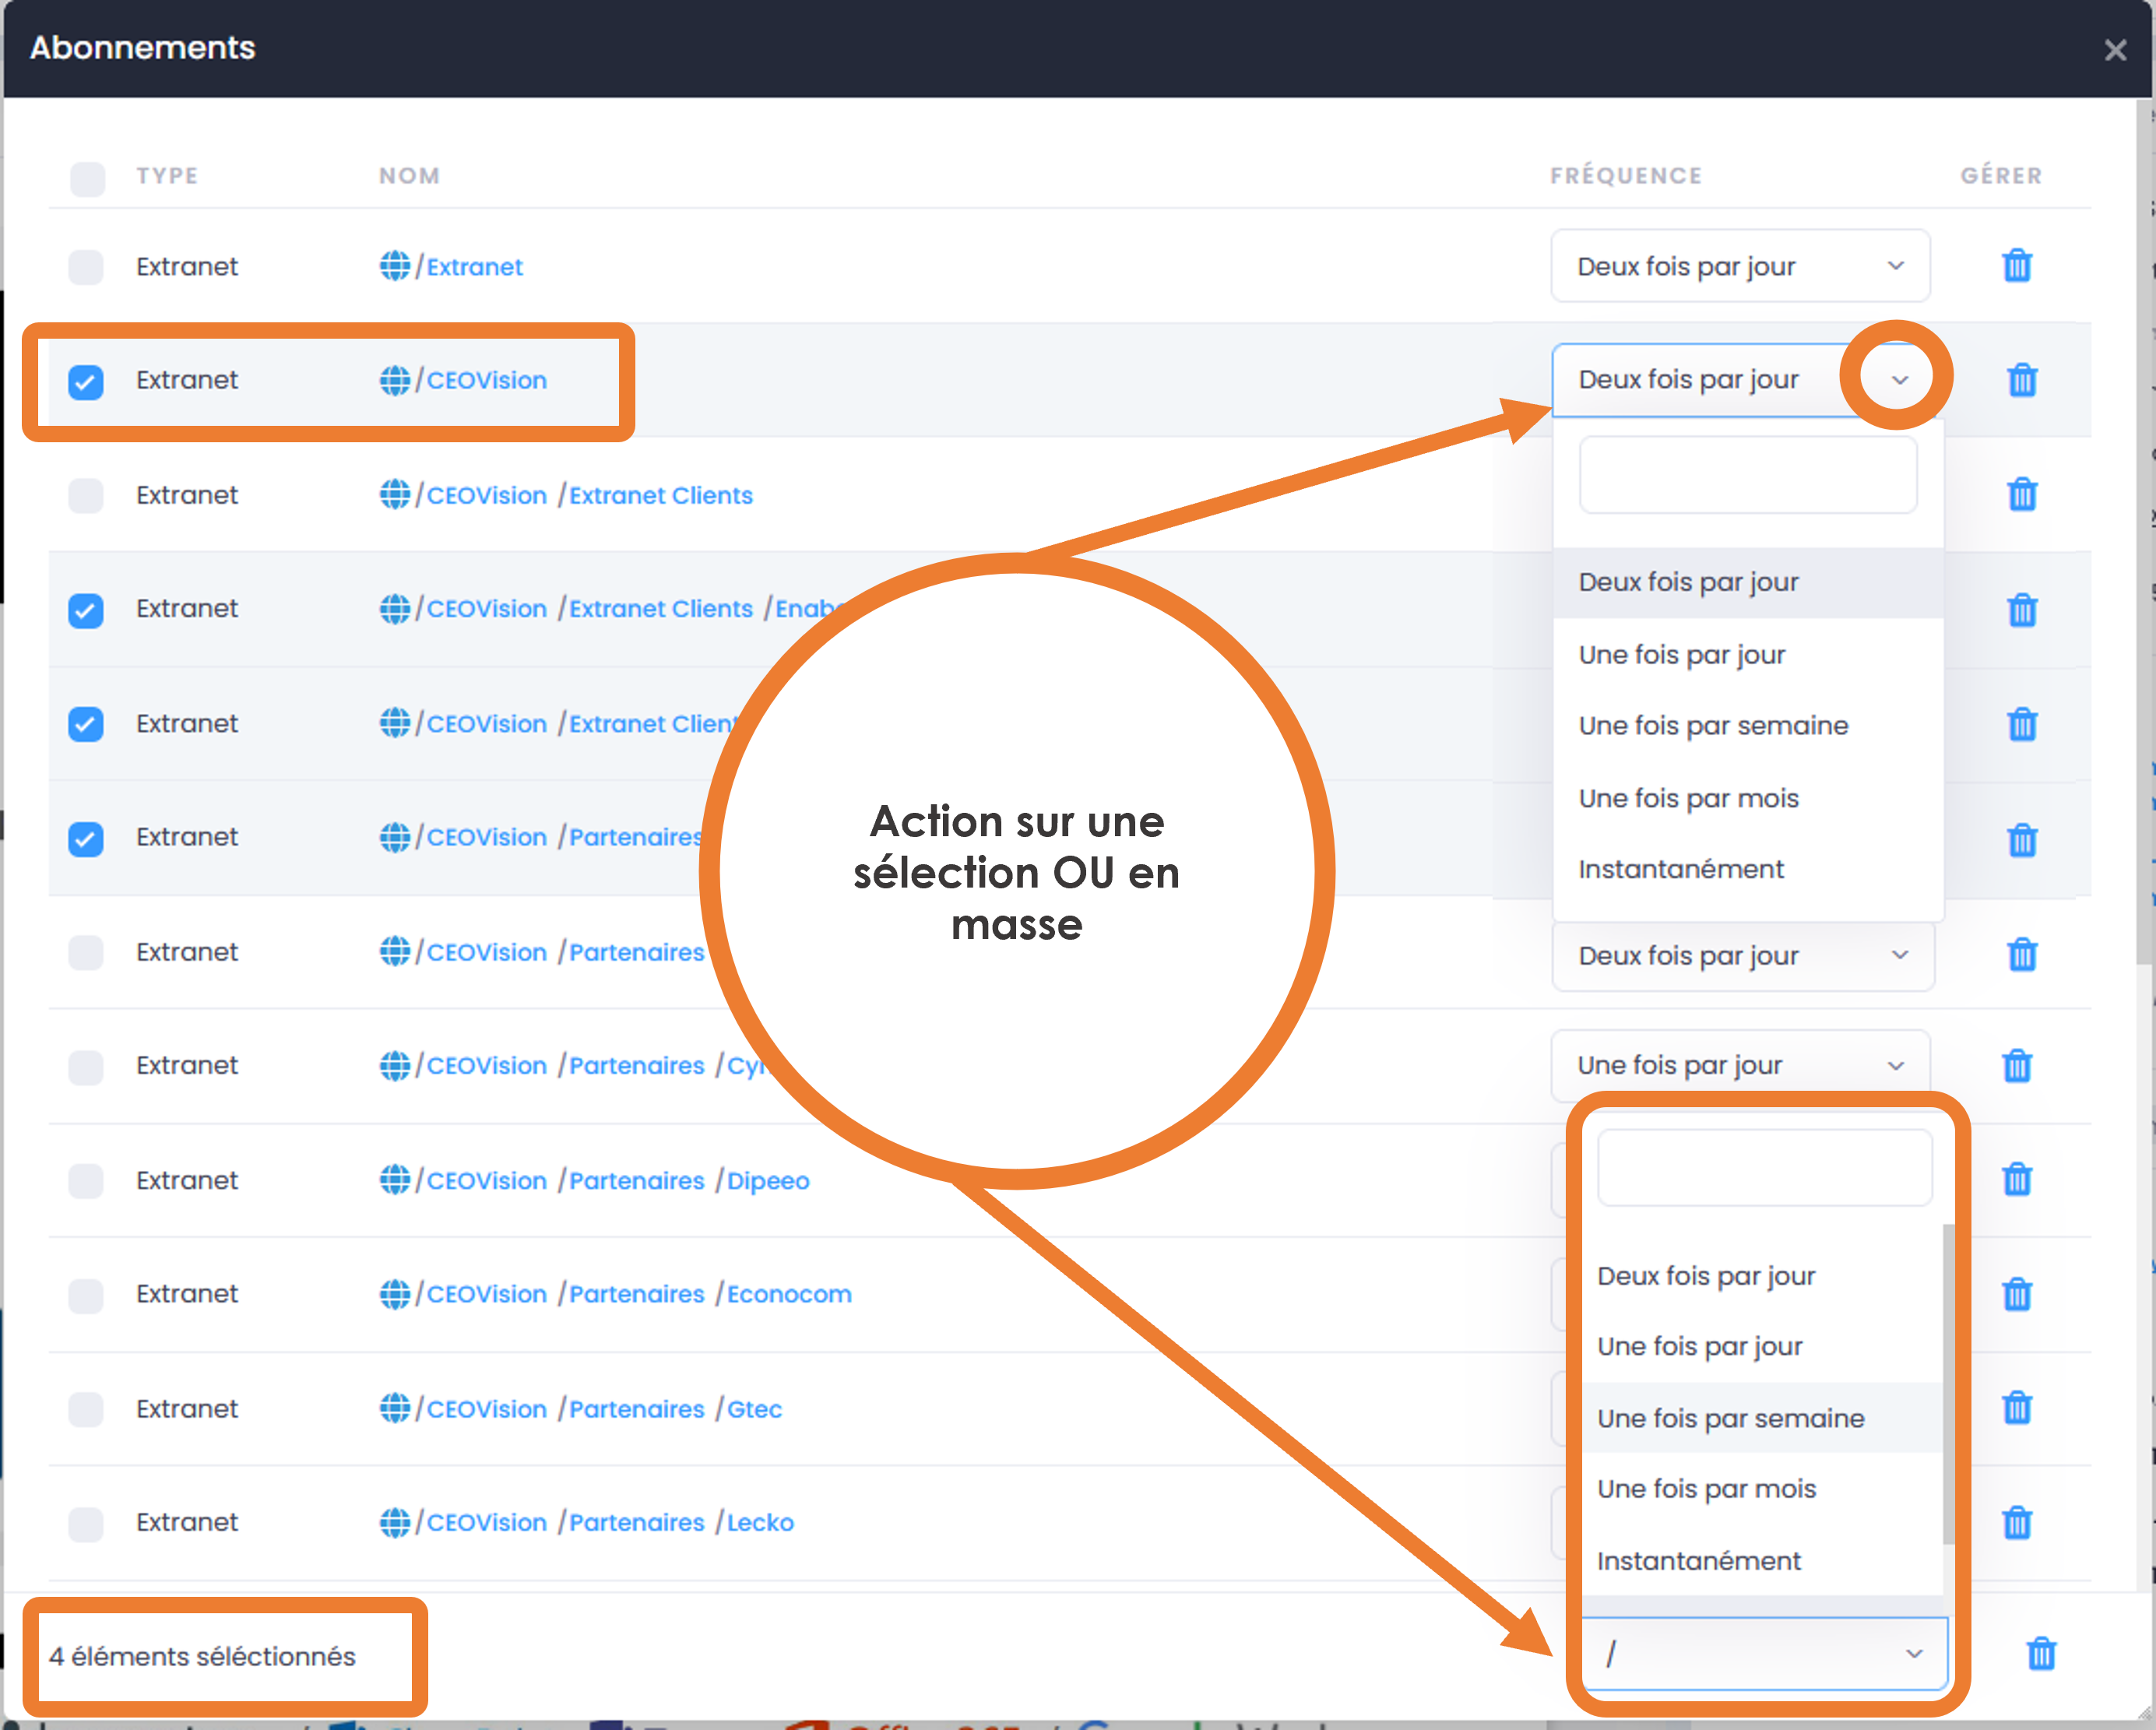 Abonnements
TYPE NOM FRÉQUENCE GÉRER
Extranet /Extranet Deux fois par jour
Extranet /CEOVision Deux fois par jour
Extranet /CEOVision /Extranet Clients
Deux fois par jour
Extranet /CEOVision /Extranet Clients /
Une fois par jour
Extranet /CEOVision /Extranet
Une fois par semaine
Une fois par mois
Extranet /CEOVision /Partenaires
Instantanément
Action sur une
sélection OU en
masse
Extranet /CEOVision /Partenaires Deux fois par jour
Extranet /CEOVision /Partenaires / Une fois par jour
Extranet /CEOVision /Partenaires /Dipeeo
Deux fois par jour
Extranet /CEOVision /Partenaires /Econocom
Une fois par jour
Extranet /CEOVision /Partenaires /Gtec
Une fois par semaine
Une fois par mois
Extranet /CEOVision /Partenaires /Lecko
Instantanément
4 éléments séléctionnés /